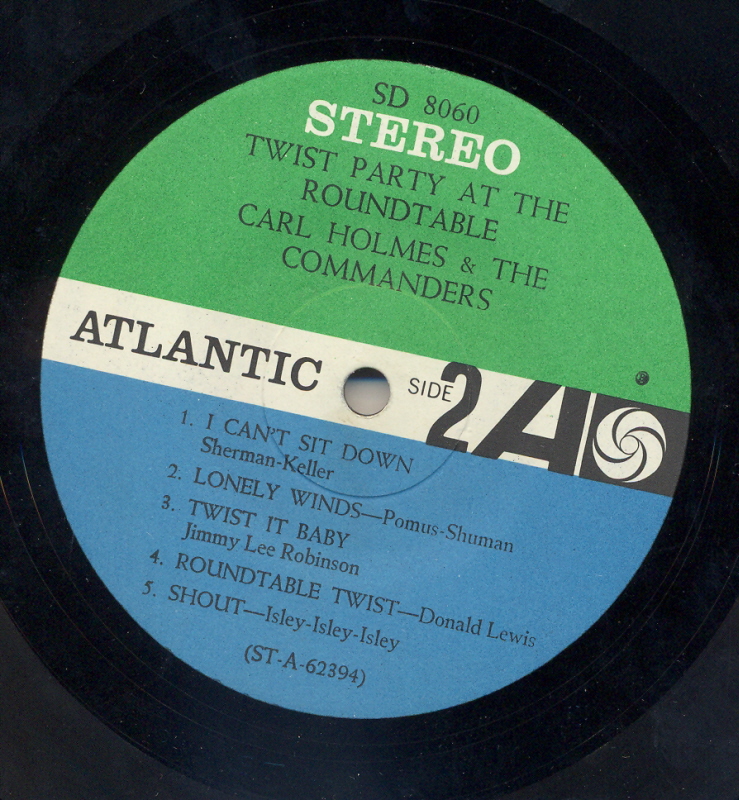 SD 8060
STEREO
TWIST PARTY AT THE
ROUNDTABLE
CARL HOLMES & THE
COMMANDERS
ATLANTIC
SIDE 2
A
1. I CAN'T SIT DOWN
Sherman-Keller
2. LONELY WINDS—Pomus-Shuman
3. TWIST IT BABY
Jimmy Lee Robinson
4. ROUNDTABLE TWIST—Donald Lewis
5. SHOUT—Isley-Isley-Isley
(ST-A-62394)